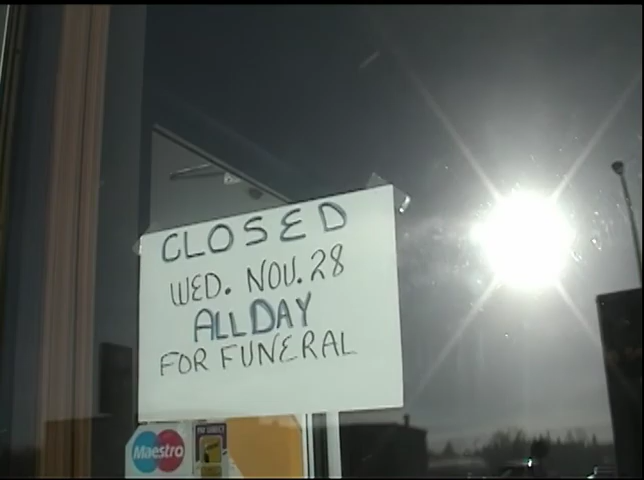 CLOSED
WED. NOV. 28
ALL DAY
FOR FUNERAL
Maestro